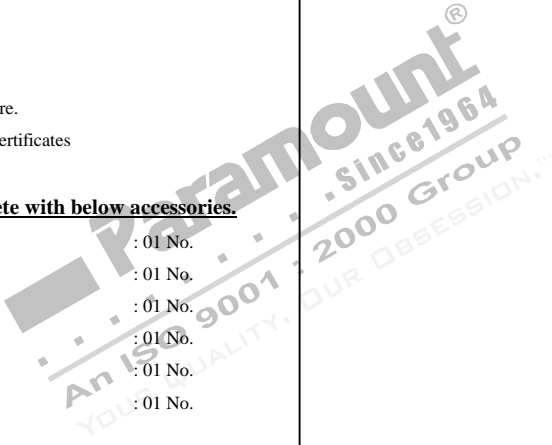 re.
ertificates
ete with below accessories.
: 01 No.
: 01 No.
: 01 No.
: 01 No.
: 01 No.
: 01 No.
Paramount®
. . . . . . . Since1964
An ISO 9001 : 2000 Group
YOUR QUALITY. OUR OBSESSION.™